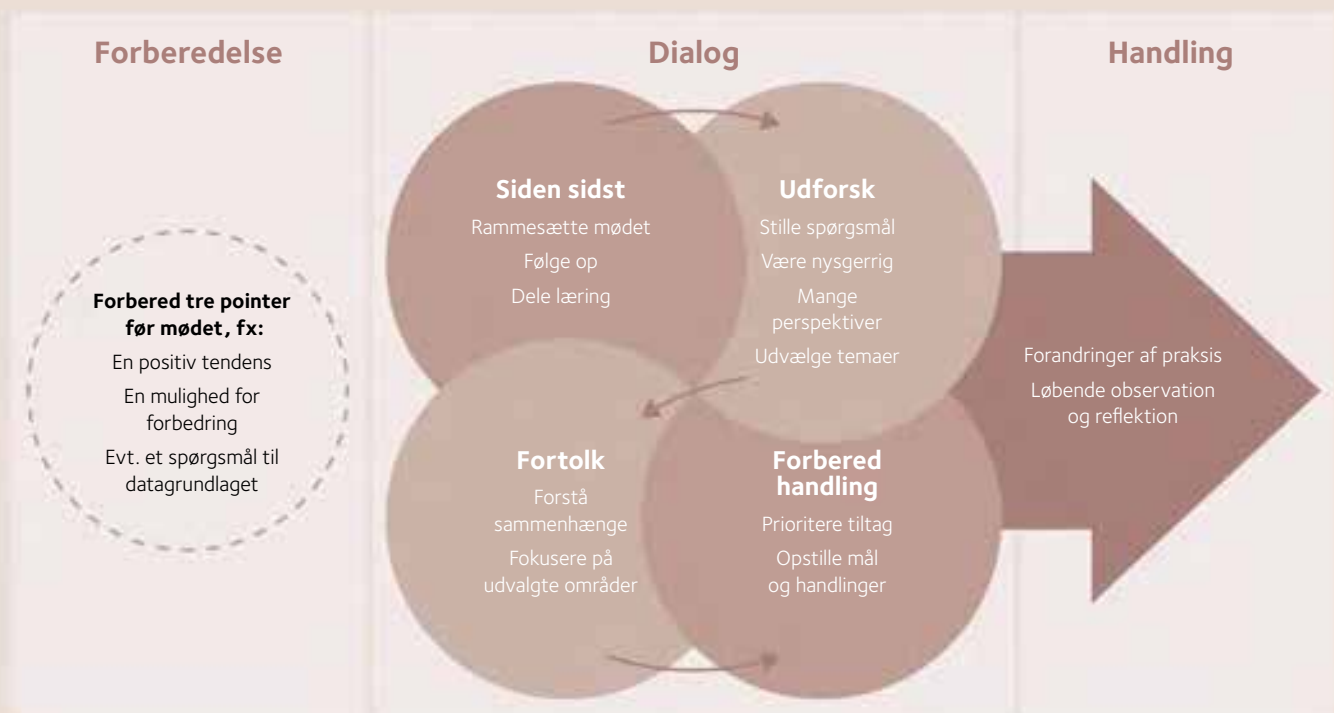 Forberedelse
Dialog
Handling
Forbered tre pointer
før mødet, fx:
En positiv tendens
En mulighed for
forbedring
Evt. et spørgsmål til
datagrundlaget
Siden sidst
Rammesætte mødet
Følge op
Dele læring
Udforsk
Stille spørgsmål
Være nysgerrig
Mange
perspektiver
Udvælge temaer
Fortolk
Forstå
sammenhænge
Fokusere på
udvalgte områder
Forbered
handling
Prioritere tiltag
Opstille mål
og handlinger
Forandringer af praksis
Løbende observation
og reflektion